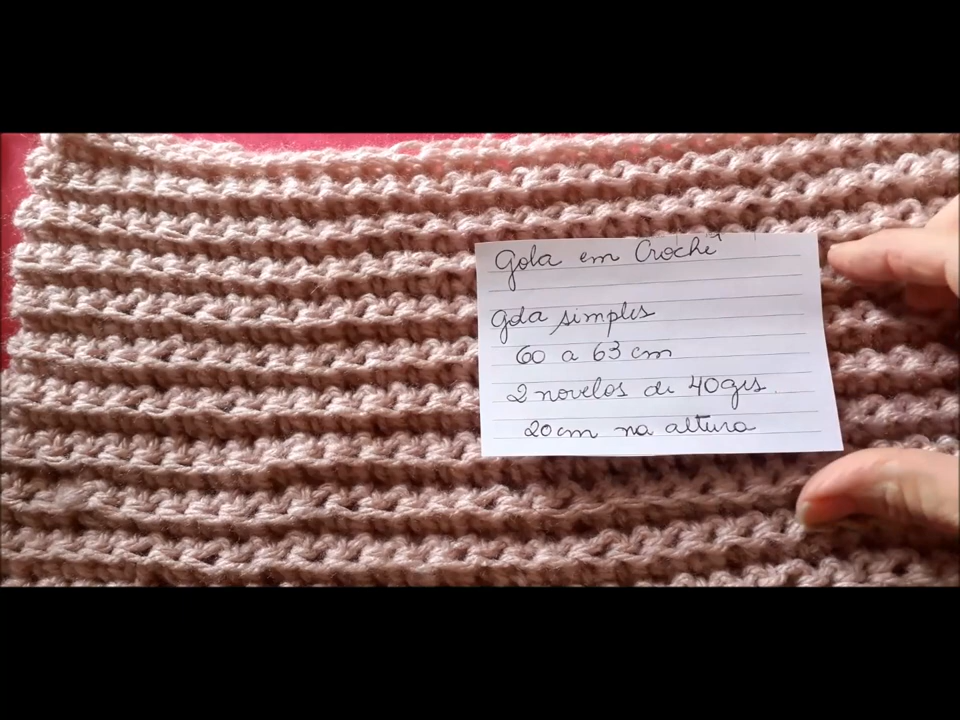 Gola em Crochê
Gola simples
60 a 63 cm
2 novelos de 40grs.
20cm na altura